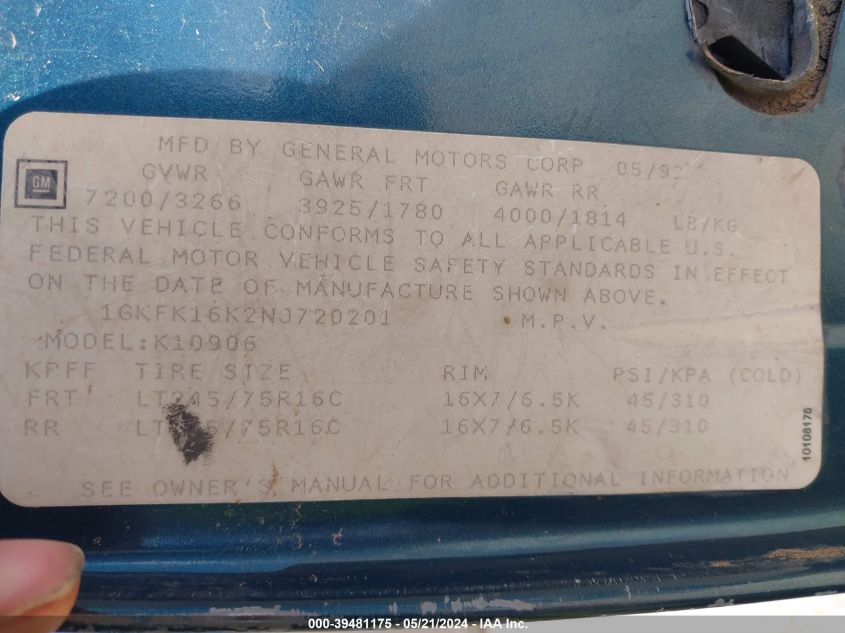 MFD BY GENERAL MOTORS CORP 05/92
GVWR GAWR FRT GAWR RR
GM
7200/3266 3925/1780 4000/1814 LB/KG
THIS VEHICLE CONFORMS TO ALL APPLICABLE U.S.
FEDERAL MOTOR VEHICLE SAFETY STANDARDS IN EFFECT
ON THE DATE OF MANUFACTURE SHOWN ABOVE.
1GKFK16K2NJ720201 M.P.V.
MODEL:K10906
KPFF TIRE SIZE RIM PSI/KPA (COLD)
FRT LT245/75R16C 16X7/6.5K 45/310
RR 16X7/6.5K 45/310
10108175
SEE OWNER'S MANUAL FOR ADDITIONAL INFORMATION
000-39481175 - 05/21/2024 - IAA Inc.